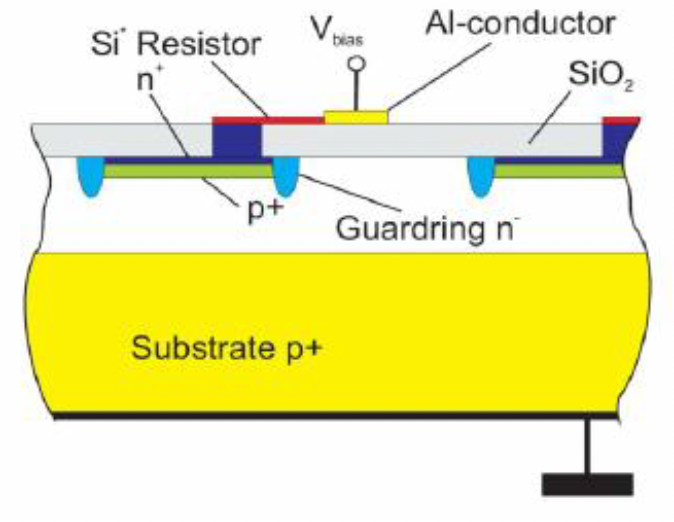 Si⁺ Resistor
V_bias
Al-conductor
n⁺
SiO₂
p+
Guardring n⁻
Substrate p+